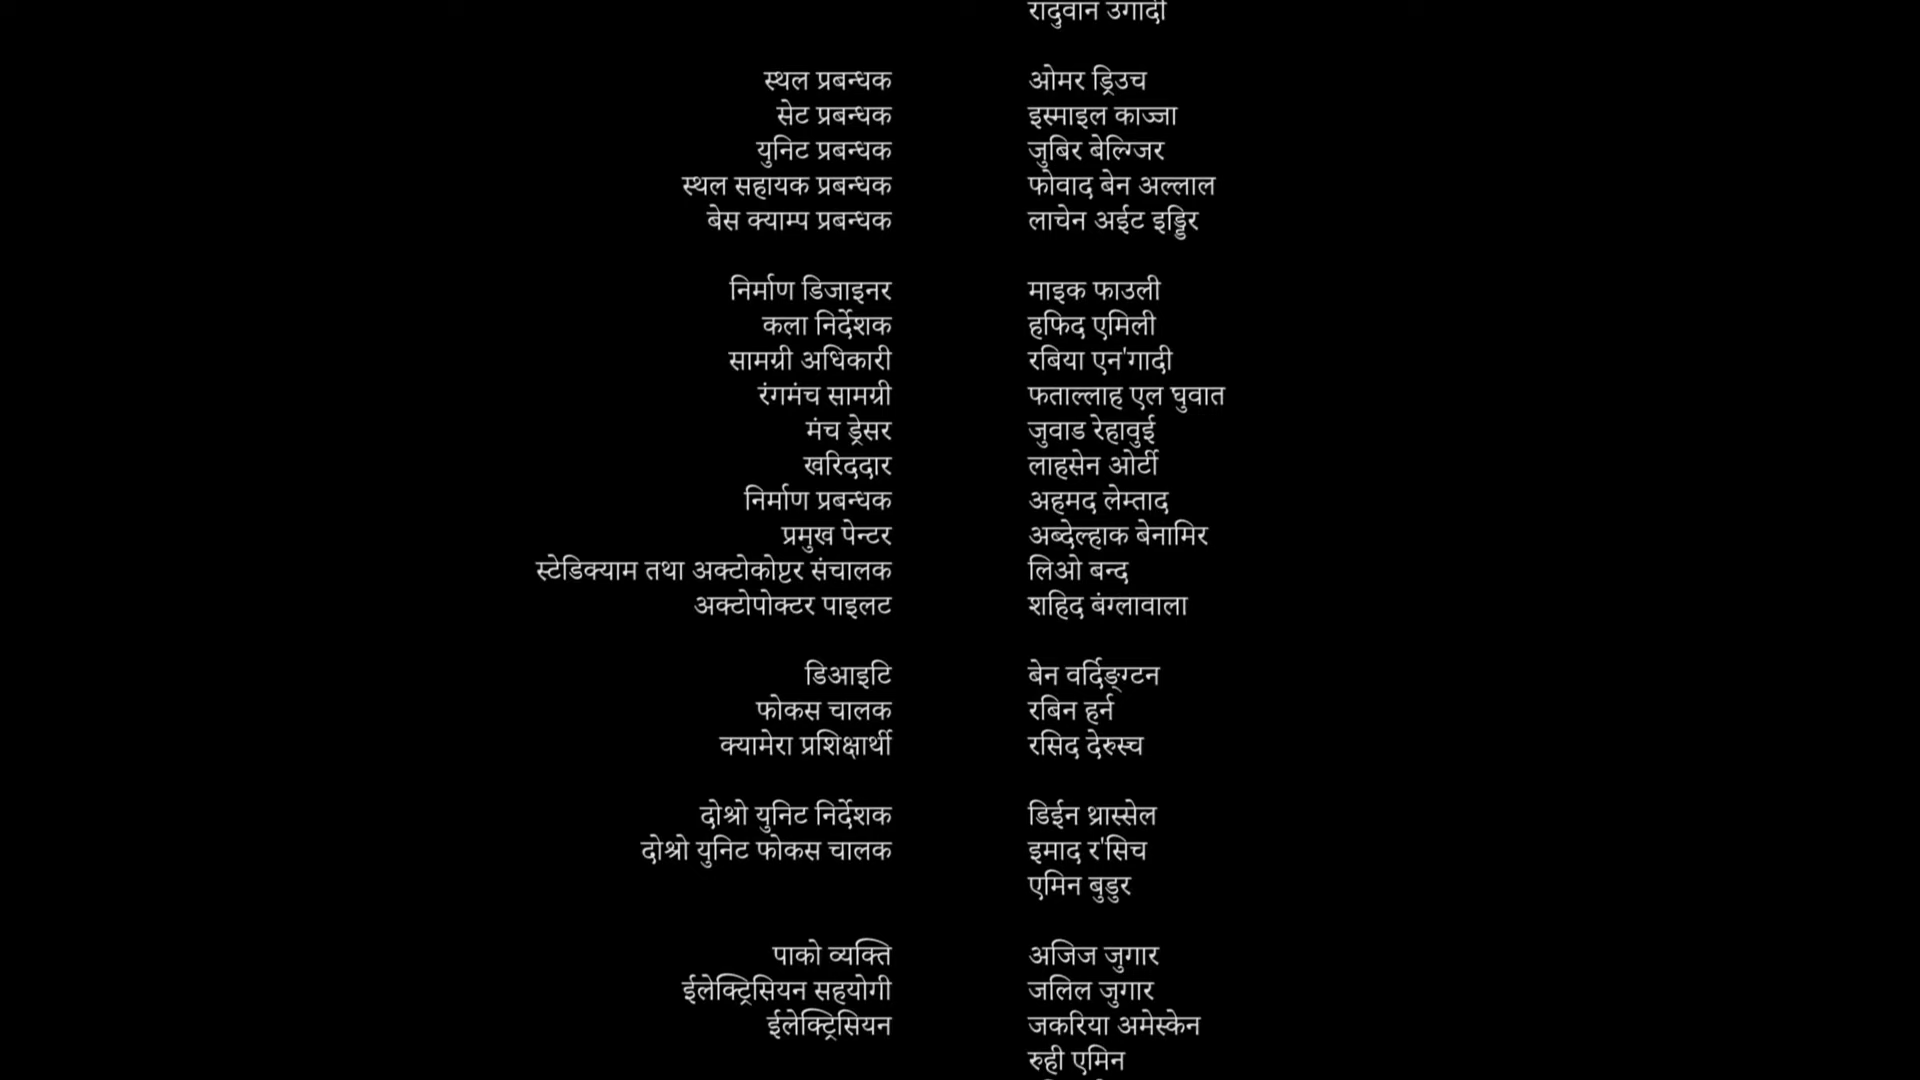 रादुवान उगादी
स्थल प्रबन्धक ओमर ड्रिउच
सेट प्रबन्धक इस्माइल काज्जा
युनिट प्रबन्धक जुबिर बेल्ग्जिर
स्थल सहायक प्रबन्धक फोवाद बेन अल्लाल
बेस क्याम्प प्रबन्धक लाचेन अईट इड्डिर
निर्माण डिजाइनर माइक फाउली
कला निर्देशक हफिद एमिली
सामग्री अधिकारी रबिया एन'गादी
रंगमंच सामग्री फताल्लाह एल घुवात
मंच ड्रेसर जुवाड रेहावुई
खरिददार लाहसेन ओर्टी
निर्माण प्रबन्धक अहमद लेम्ताद
प्रमुख पेन्टर अब्देल्हाक बेनामिर
स्टेडिक्याम तथा अक्टोकोप्टर संचालक लिओ बन्द
अक्टोपोक्टर पाइलट शहिद बंग्लावाला
डिआइटि बेन वर्दिङ्ग्टन
फोकस चालक रबिन हर्न
क्यामेरा प्रशिक्षार्थी रसिद देरुस्च
दोश्रो युनिट निर्देशक डिईन थ्रास्सेल
दोश्रो युनिट फोकस चालक इमाद र'सिच
एमिन बुडुर
पाको व्यक्ति अजिज जुगार
ईलेक्ट्रिसियन सहयोगी जलिल जुगार
ईलेक्ट्रिसियन जकरिया अमेस्केन
रुही एमिन